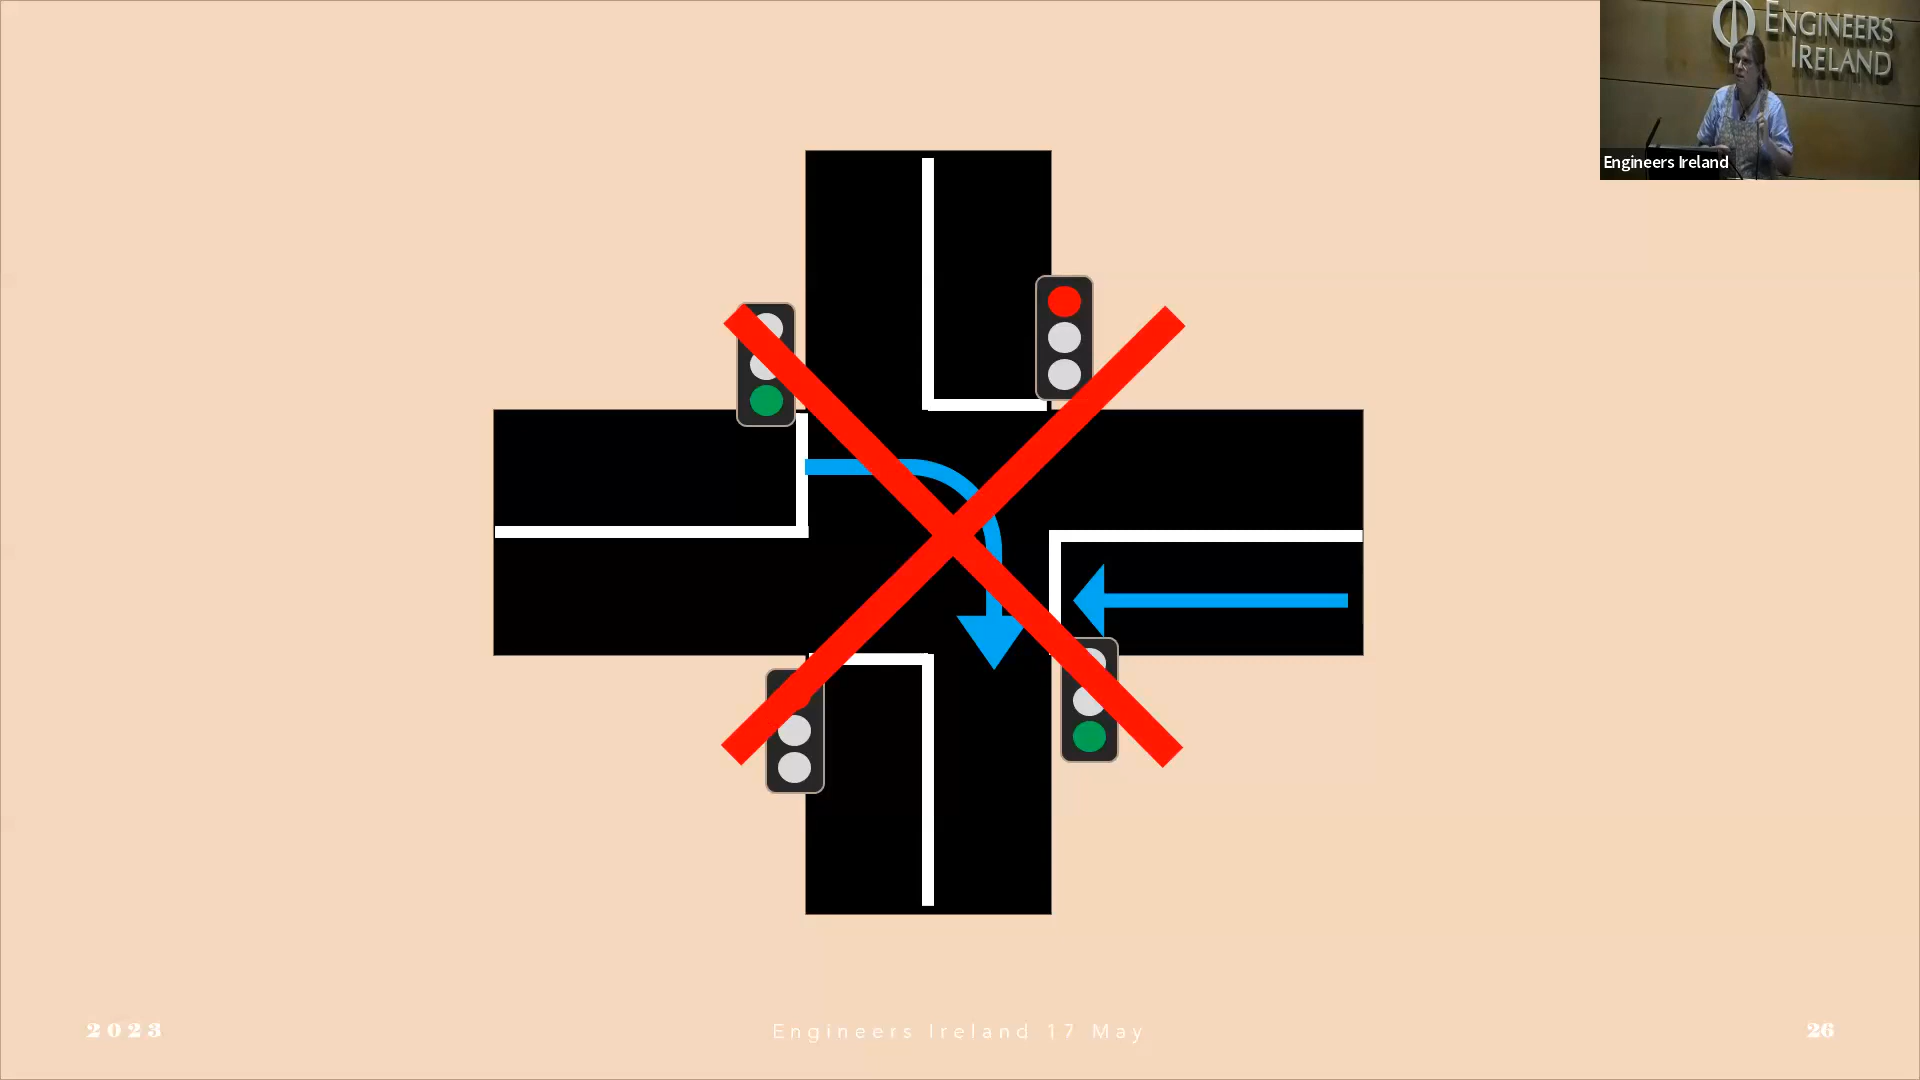 ENGINEERS
IRELAND
Engineers Ireland
2023
Engineers Ireland 17 May
26